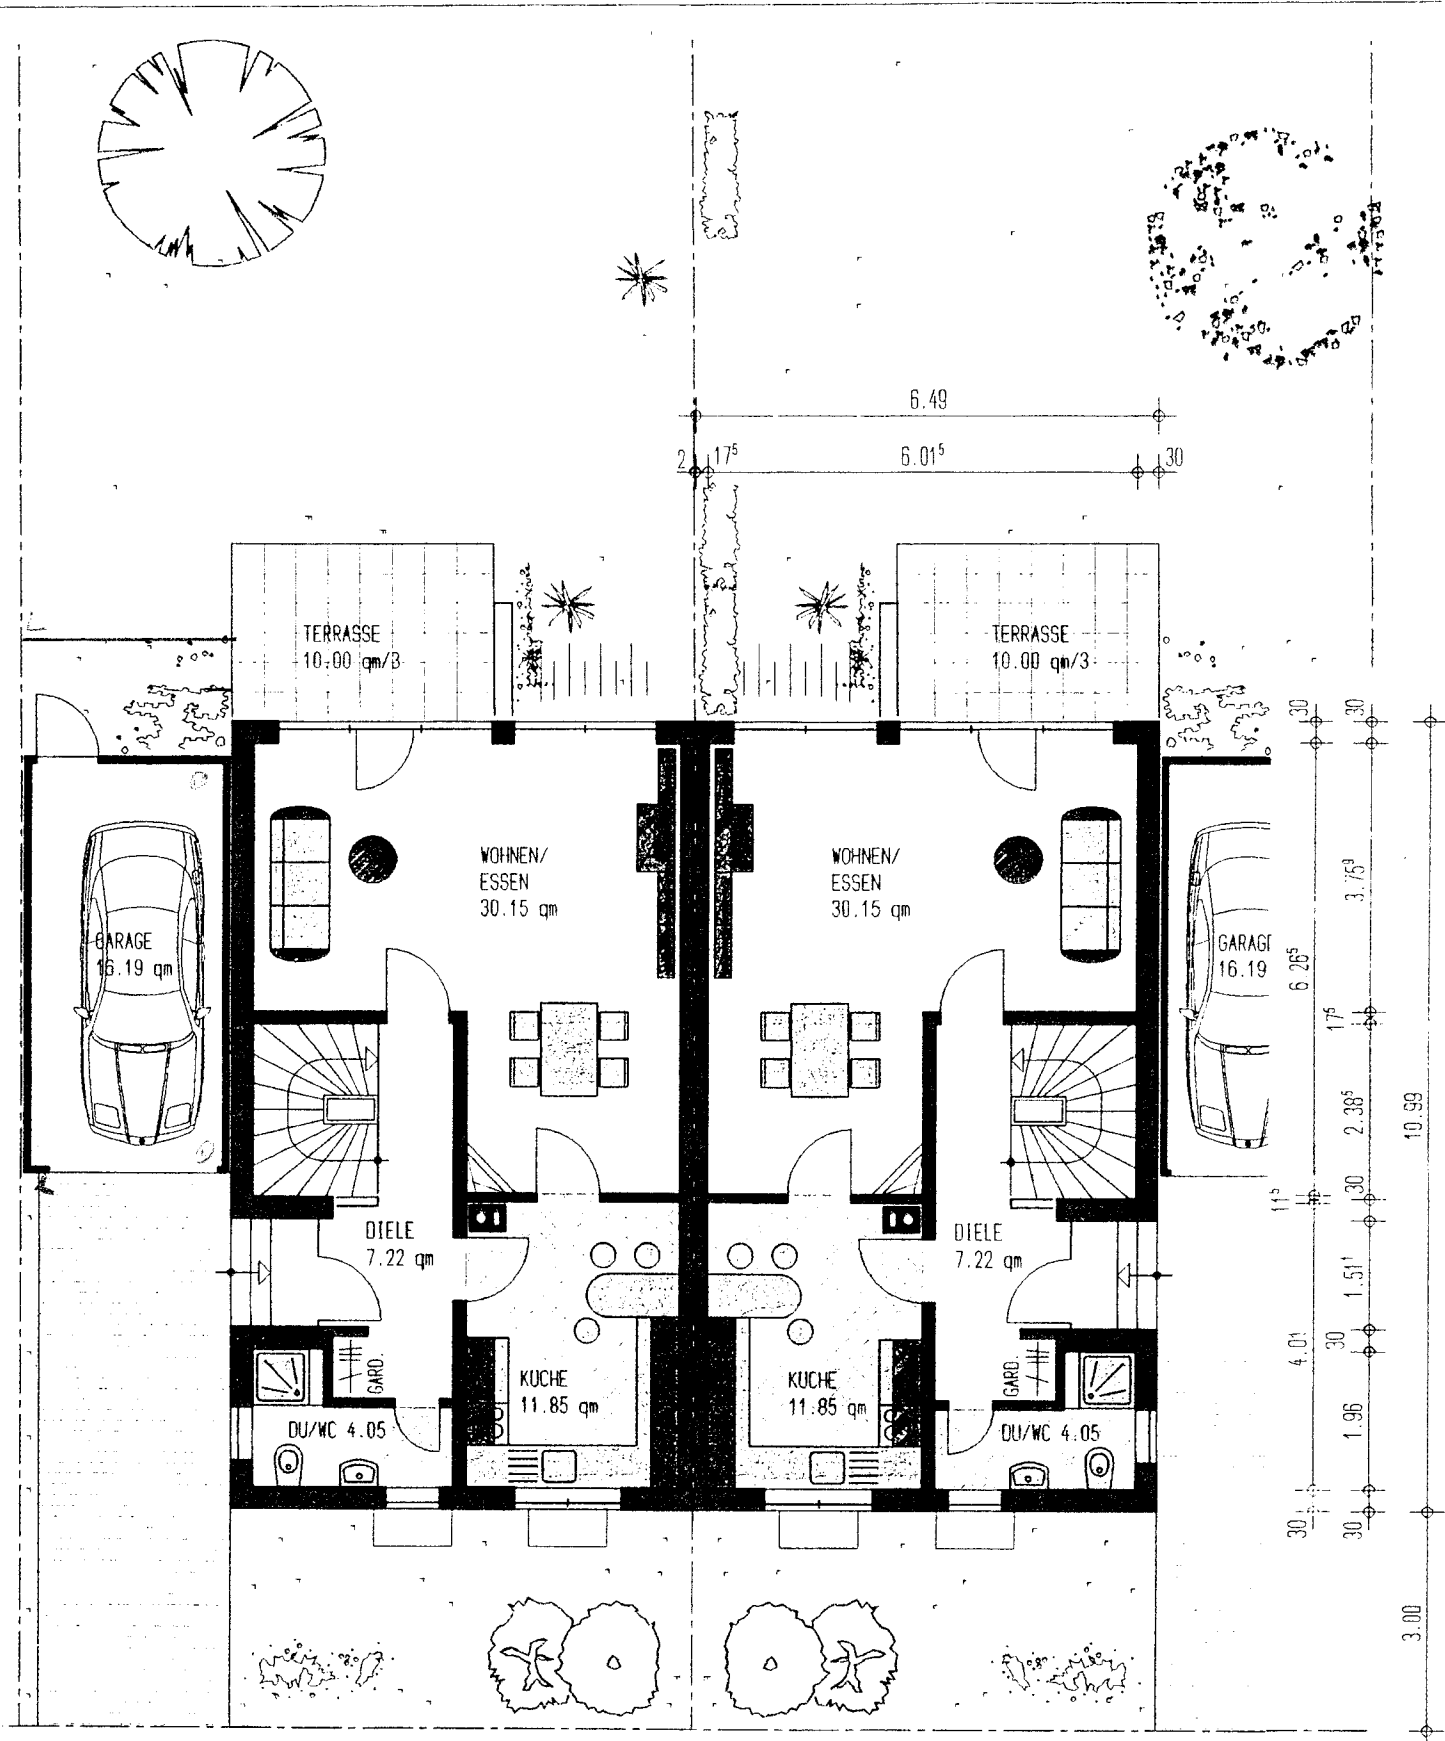 6.49
2
17⁵
6.01⁵
30
TERRASSE
10.00 qm/3
TERRASSE
10.00 qm/3
30
30
WOHNEN/
ESSEN
30.15 qm
WOHNEN/
ESSEN
30.15 qm
3.75⁹
GARAGE
16.19 qm
GARAGE
16.19
6.26⁵
17⁵
2.38⁵
10.99
30
11⁵
DIELE
7.22 qm
DIELE
7.22 qm
1.51¹
4.01
30
GARD.
GARD.
KUCHE
11.85 qm
KUCHE
11.85 qm
1.96
DU/WC 4.05
DU/WC 4.05
30
30
3.00